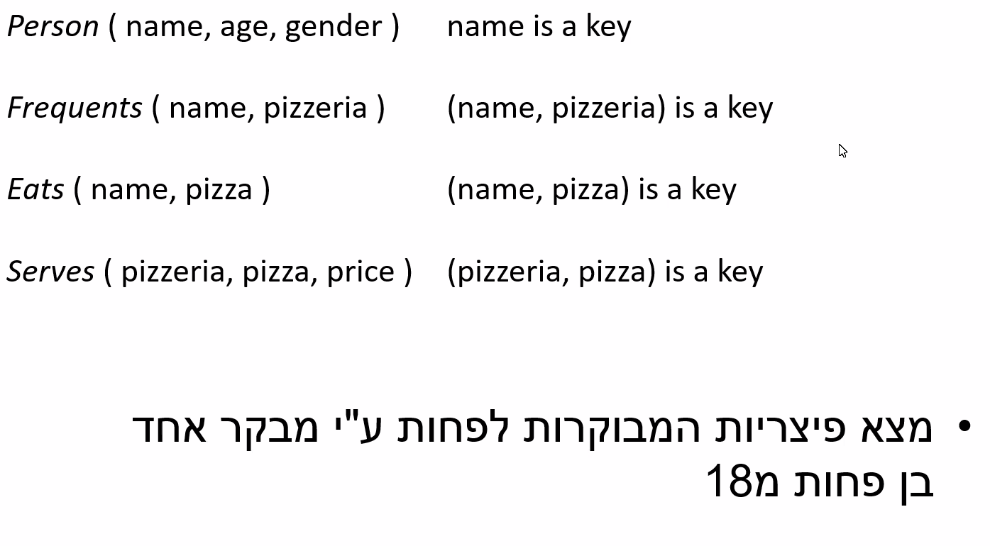 Person ( name, age, gender ) name is a key
Frequents ( name, pizzeria ) (name, pizzeria) is a key
Eats ( name, pizza ) (name, pizza) is a key
Serves ( pizzeria, pizza, price ) (pizzeria, pizza) is a key
• מצא פיצריות המבוקרות לפחות ע"י מבקר אחד
בן פחות מ18